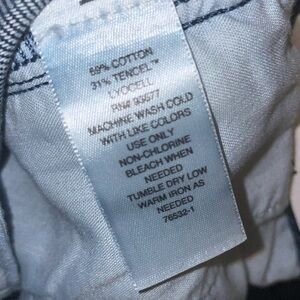 69% COTTON
31% TENCEL™
LYOCELL
RN# 93677
MACHINE WASH COLD
WITH LIKE COLORS
USE ONLY
NON-CHLORINE
BLEACH WHEN
NEEDED
TUMBLE DRY LOW
WARM IRON AS
NEEDED
76532-1